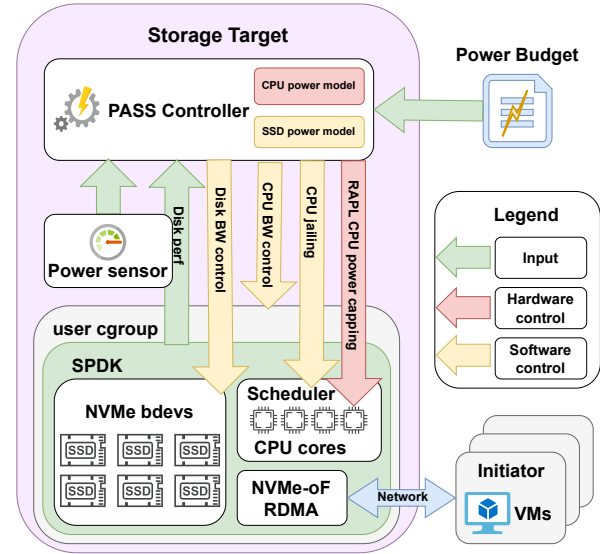 Storage Target
PASS Controller
CPU power model
SSD power model
Power Budget
Power sensor
Disk perf
Disk BW control
CPU BW control
CPU jailing
RAPL CPU power capping
Legend
Input
Hardware
control
Software
control
user cgroup
SPDK
NVMe bdevs
SSD SSD SSD
SSD SSD SSD
Scheduler
CPU cores
NVMe-oF
RDMA
Network
Initiator
VMs